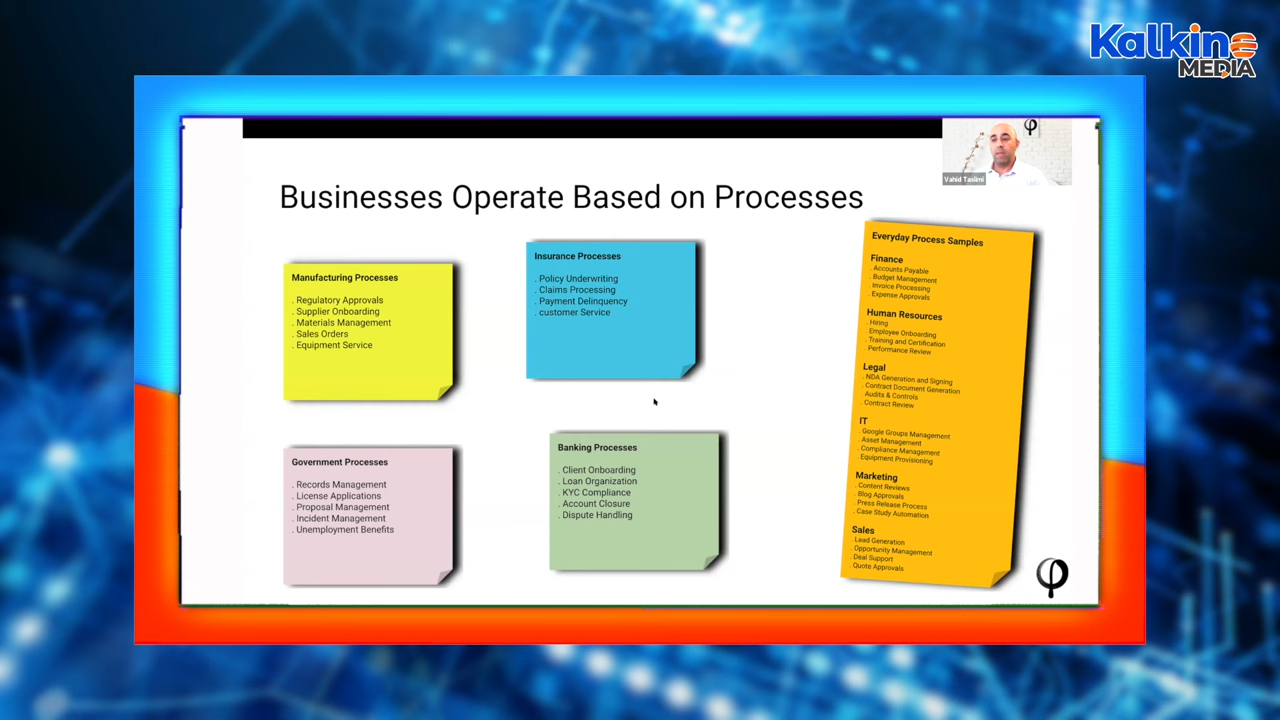 Kalkine
MEDIA
Vahid Taslimi
Businesses Operate Based on Processes
Manufacturing Processes
. Regulatory Approvals
. Supplier Onboarding
. Materials Management
. Sales Orders
. Equipment Service
Insurance Processes
. Policy Underwriting
. Claims Processing
. Payment Delinquency
. customer Service
Government Processes
. Records Management
. License Applications
. Proposal Management
. Incident Management
. Unemployment Benefits
Banking Processes
. Client Onboarding
. Loan Organization
. KYC Compliance
. Account Closure
. Dispute Handling
Everyday Process Samples
Finance
. Accounts Payable
. Budget Management
. Invoice Processing
. Expense Approvals
Human Resources
. Hiring
. Employee Onboarding
. Training and Certification
. Performance Review
Legal
. NDA Generation and Signing
. Contract Document Generation
. Audits & Controls
. Contract Review
IT
. Google Groups Management
. Asset Management
. Compliance Management
. Equipment Provisioning
Marketing
. Content Reviews
. Blog Approvals
. Press Release Process
. Case Study Automation
Sales
. Lead Generation
. Opportunity Management
. Deal Support
. Quote Approvals